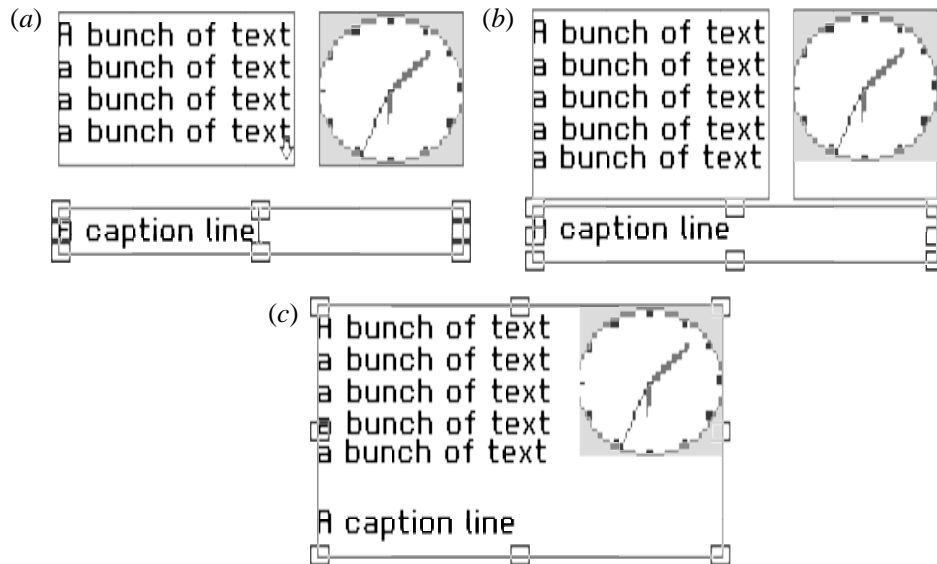 (a)
A bunch of text
a bunch of text
a bunch of text
a bunch of text
A caption line
(b)
A bunch of text
a bunch of text
a bunch of text
a bunch of text
a bunch of text
A caption line
(c)
A bunch of text
a bunch of text
a bunch of text
a bunch of text
a bunch of text
A caption line